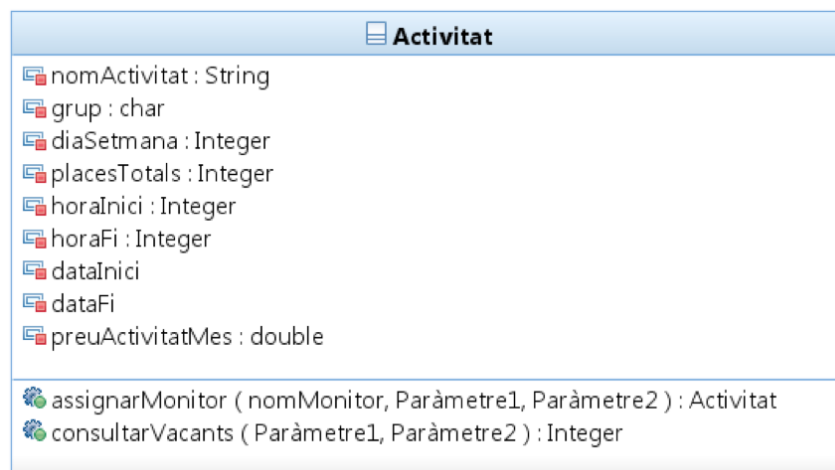 Activitat
nomActivitat : String
grup : char
diaSetmana : Integer
placesTotals : Integer
horaInici : Integer
horaFi : Integer
dataInici
dataFi
preuActivitatMes : double
assignarMonitor ( nomMonitor, Paràmetre1, Paràmetre2 ) : Activitat
consultarVacants ( Paràmetre1, Paràmetre2 ) : Integer